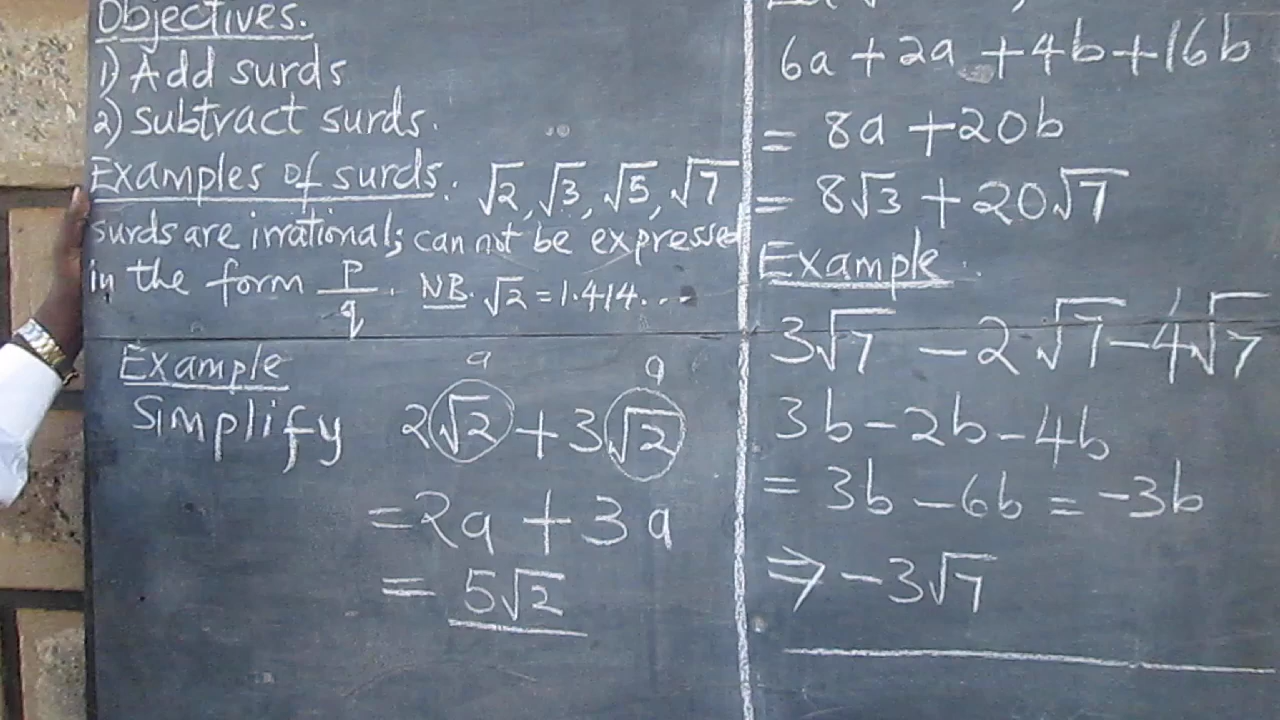 Objectives.
1) Add surds
2) subtract surds.
Examples of surds. √2, √3, √5, √7
surds are irrational; can not be expressed
in the form p/q. NB. √2 = 1.414...
Example
a a
Simplify 2√2 + 3√2
= 2a + 3a
= 5√2
6a + 2a + 4b + 16b
= 8a + 20b
= 8√3 + 20√7
Example.
3√7 - 2√7 - 4√7
3b - 2b - 4b
= 3b - 6b = -3b
⇒ -3√7